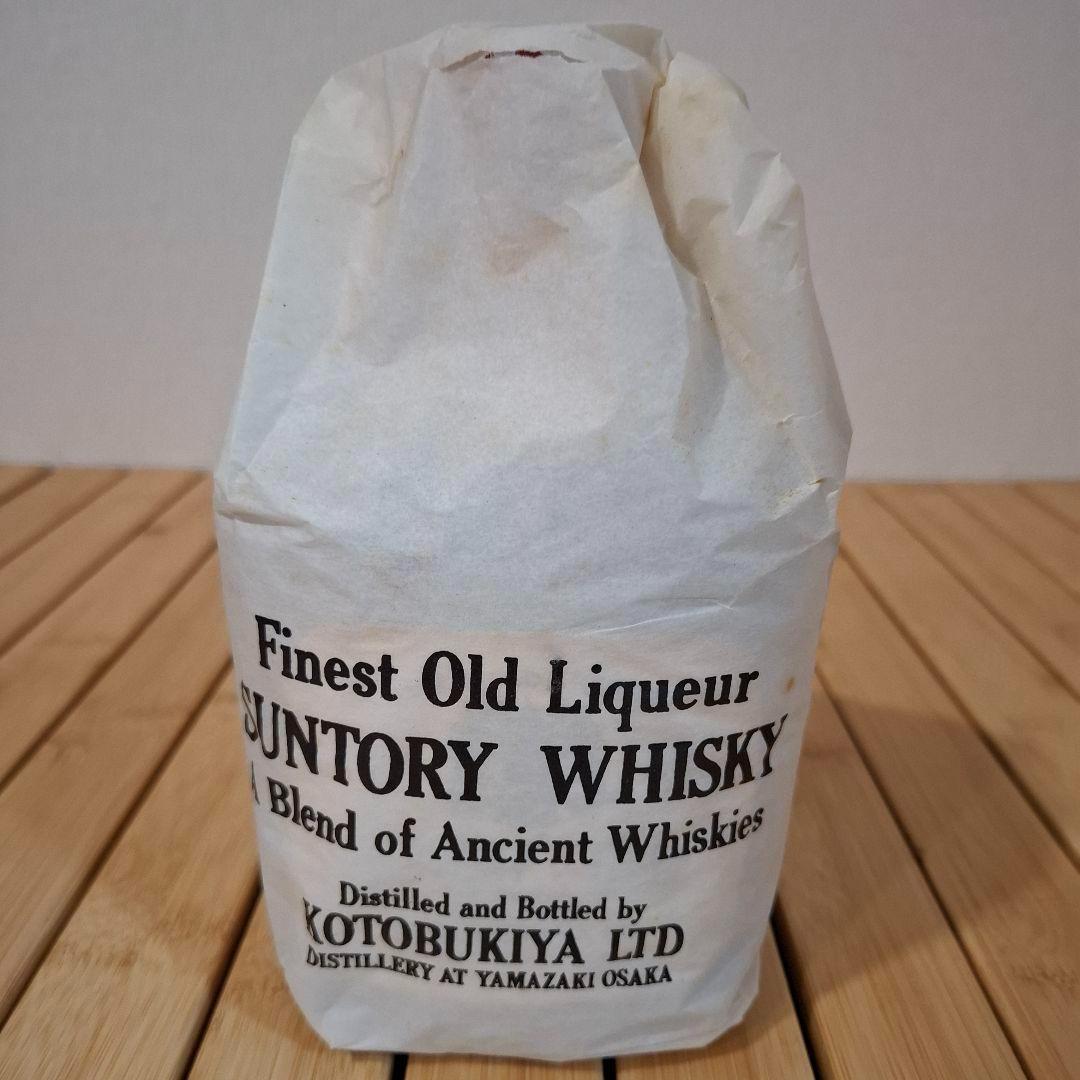 Finest Old Liqueur
SUNTORY WHISKY
A Blend of Ancient Whiskies
Distilled and Bottled by
KOTOBUKIYA LTD
DISTILLERY AT YAMAZAKI OSAKA